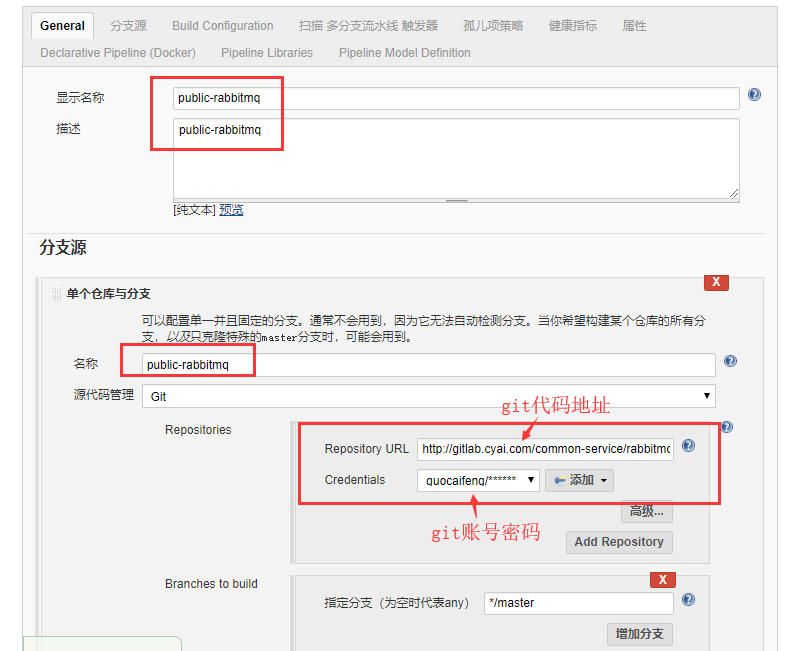 General 分支源 Build Configuration 扫描 多分支流水线 触发器 孤儿项策略 健康指标 属性
Declarative Pipeline (Docker) Pipeline Libraries Pipeline Model Definition
显示名称 public-rabbitmq
描述 public-rabbitmq
[纯文本] 预览
分支源
X
单个仓库与分支
可以配置单一并且固定的分支。通常不会用到，因为它无法自动检测分支。当你希望构建某个仓库的所有分
支，以及只克隆特殊的master分支时，可能会用到。
名称 public-rabbitmq
源代码管理 Git
git代码地址
Repositories
Repository URL http://gitlab.cyai.com/common-service/rabbitmq
Credentials guocaifeng/****** 添加
git账号密码
高级...
Add Repository
Branches to build
X
指定分支（为空时代表any） */master
增加分支